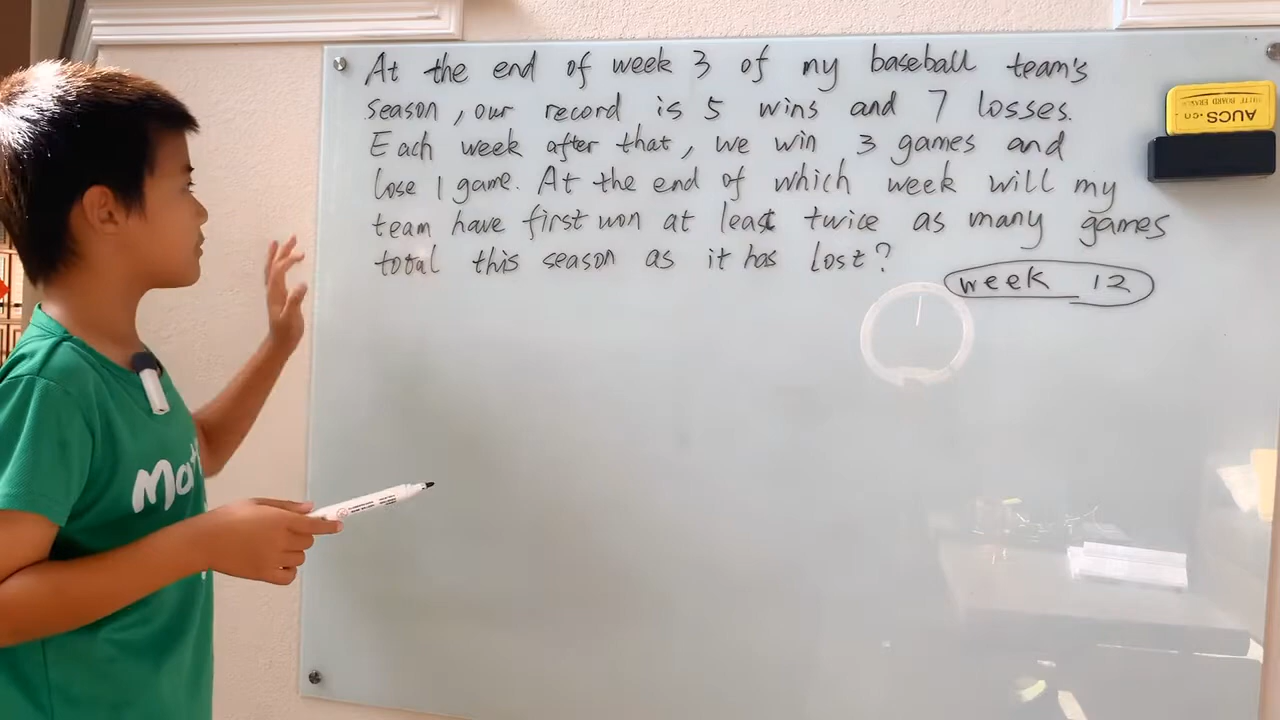 At the end of week 3 of my baseball team's
season, our record is 5 wins and 7 losses.
Each week after that, we win 3 games and
lose 1 game. At the end of which week will my
team have first won at least twice as many games
total this season as it has lost?
week 12
AUCS.cn
Mat